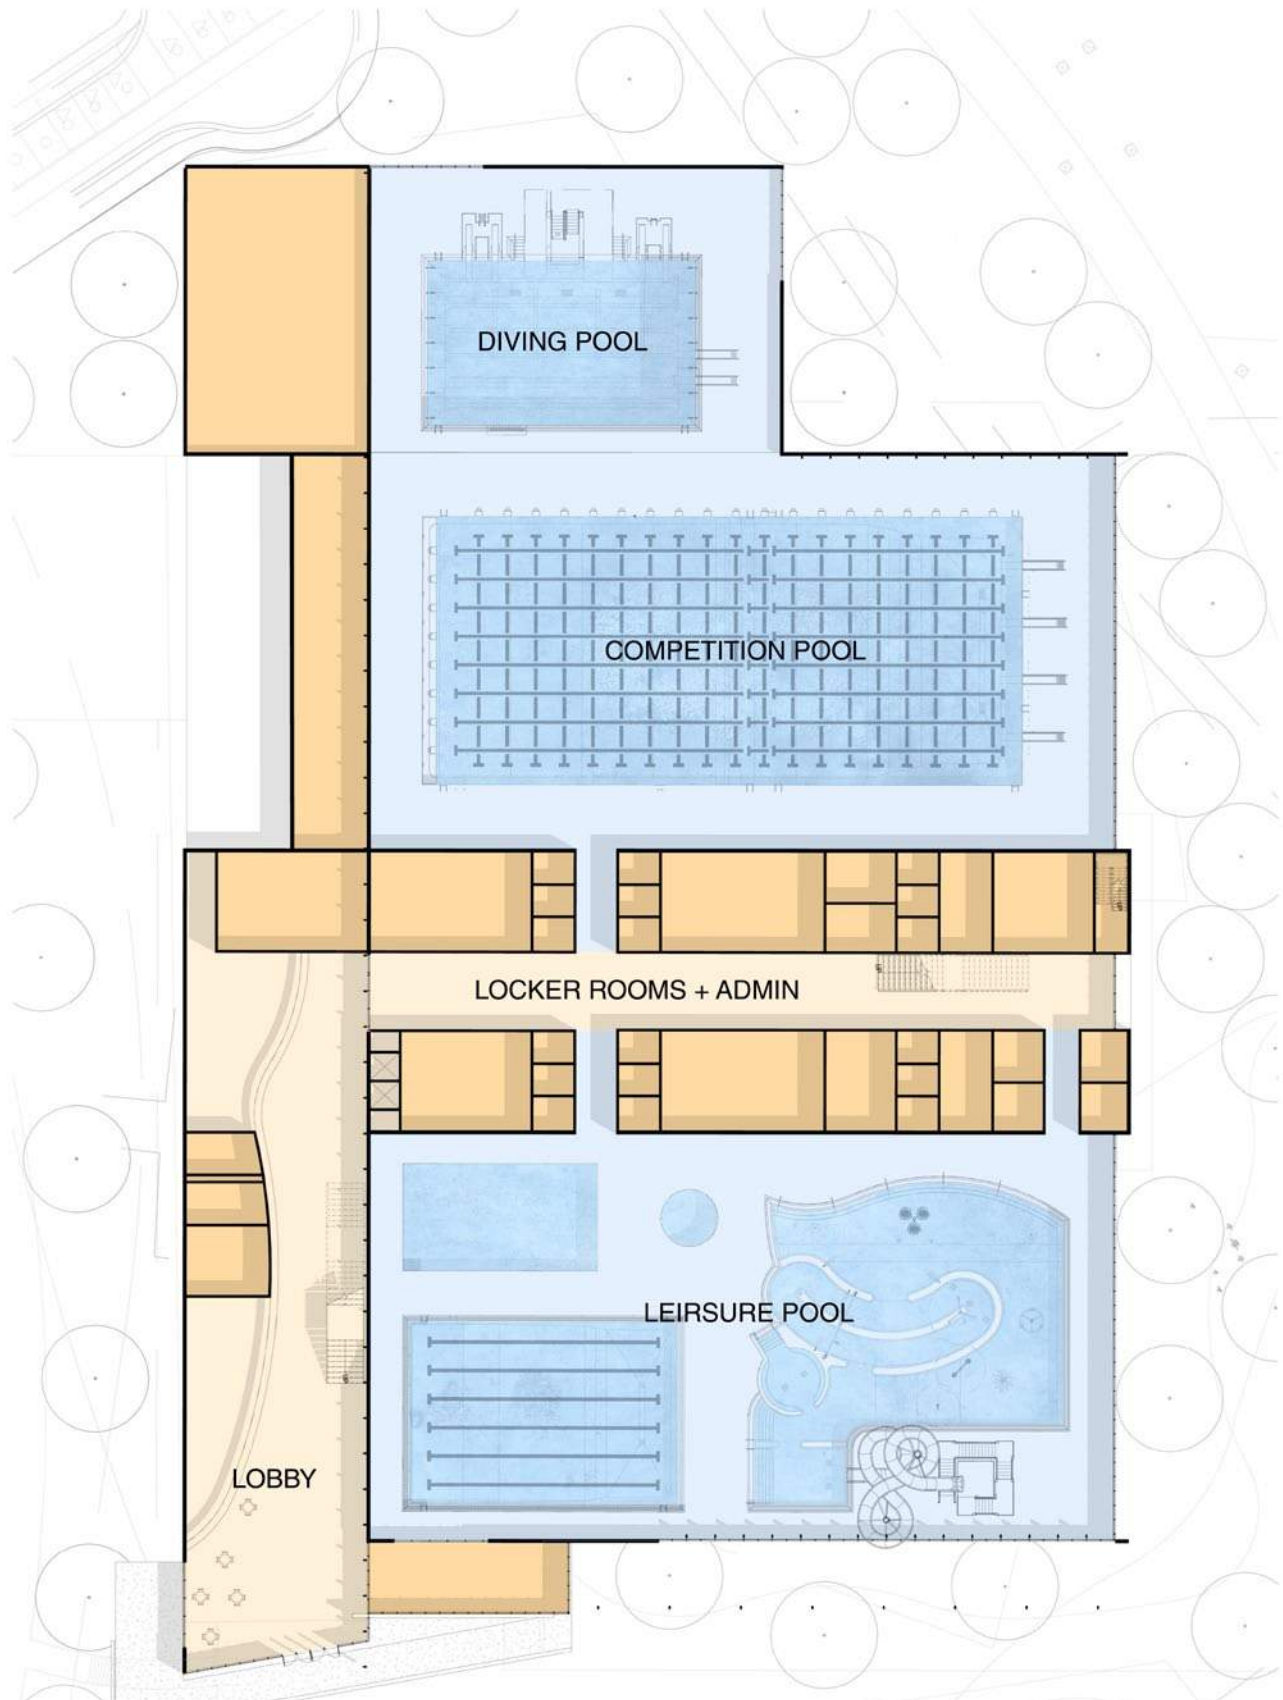 DIVING POOL
COMPETITION POOL
LOCKER ROOMS + ADMIN
LEIRSURE POOL
LOBBY